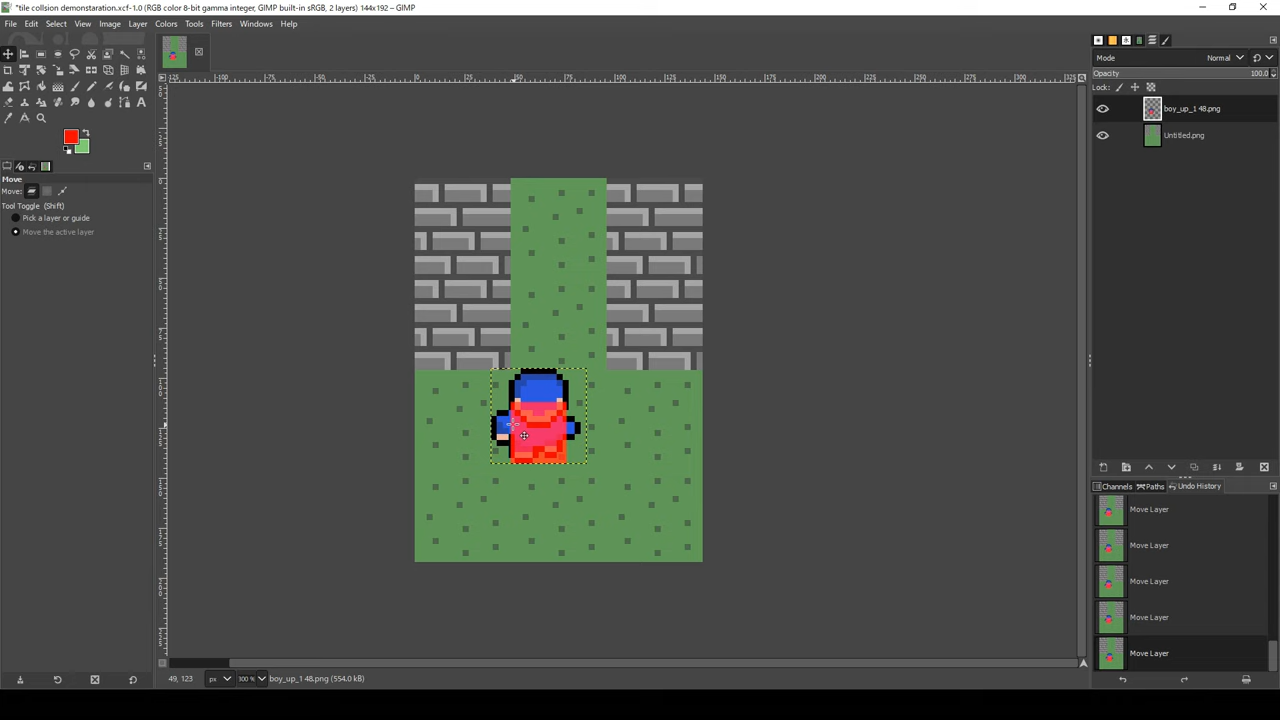 *tile collsion demonstaration.xcf-1.0 (RGB color 8-bit gamma integer, GIMP built-in sRGB, 2 layers) 144x192 – GIMP
File Edit Select View Image Layer Colors Tools Filters Windows Help
Mode Normal
Opacity 100.0
Lock:
boy_up_1 48.png
Untitled.png
Move
Move:
Tool Toggle (Shift)
Pick a layer or guide
Move the active layer
Channels Paths Undo History
Move Layer
Move Layer
Move Layer
Move Layer
Move Layer
49, 123 px 300 % boy_up_1 48.png (554.0 kB)